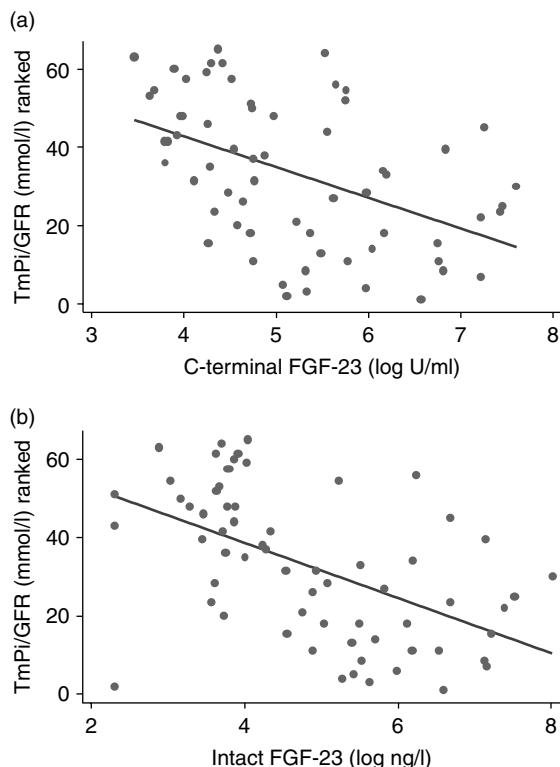 (a)
TmPi/GFR (mmol/l) ranked
60
40
20
0
3 4 5 6 7 8
C-terminal FGF-23 (log U/ml)
(b)
TmPi/GFR (mmol/l) ranked
60
40
20
0
2 4 6 8
Intact FGF-23 (log ng/l)